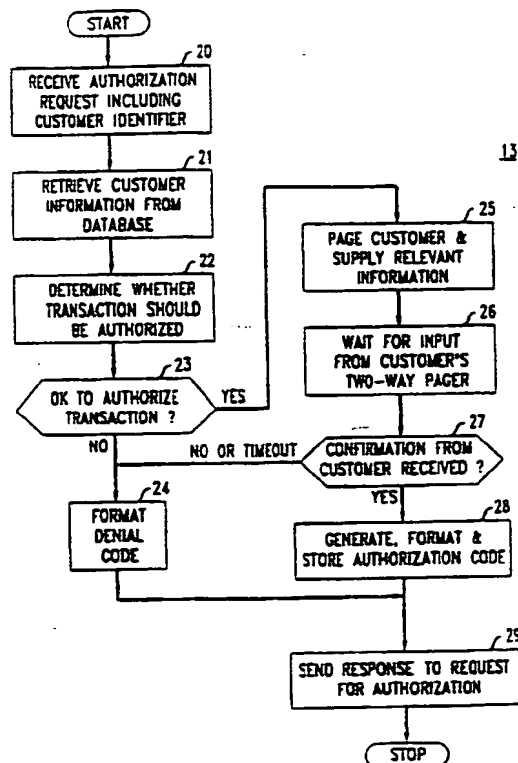 START
20
RECEIVE AUTHORIZATION
REQUEST INCLUDING
CUSTOMER IDENTIFIER
21
RETRIEVE CUSTOMER
INFORMATION FROM
DATABASE
22
DETERMINE WHETHER
TRANSACTION SHOULD
BE AUTHORIZED
23
OK TO AUTHORIZE
TRANSACTION ?
YES
NO
24
FORMAT
DENIAL
CODE
13
25
PAGE CUSTOMER &
SUPPLY RELEVANT
INFORMATION
26
WAIT FOR INPUT
FROM CUSTOMER'S
TWO-WAY PAGER
27
CONFIRMATION FROM
CUSTOMER RECEIVED ?
NO OR TIMEOUT
YES
28
GENERATE, FORMAT &
STORE AUTHORIZATION CODE
29
SEND RESPONSE TO REQUEST
FOR AUTHORIZATION
STOP